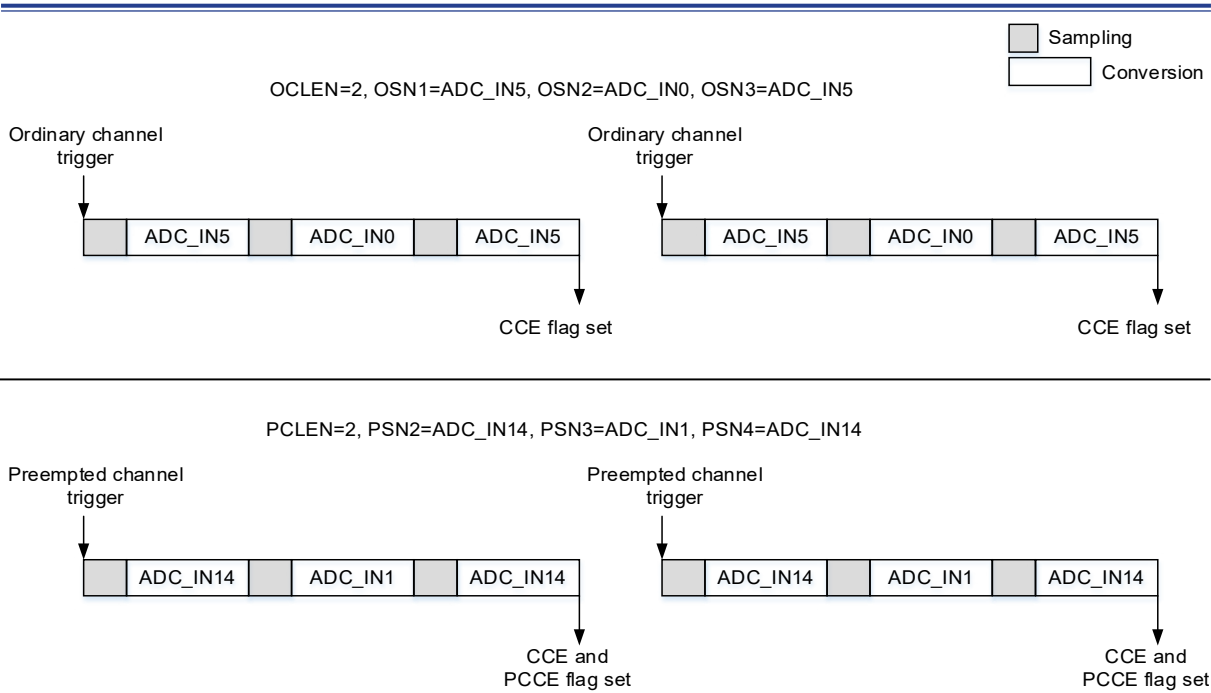 Sampling
Conversion
OCLEN=2, OSN1=ADC_IN5, OSN2=ADC_IN0, OSN3=ADC_IN5
Ordinary channel
trigger
Ordinary channel
trigger
ADC_IN5 ADC_IN0 ADC_IN5
ADC_IN5 ADC_IN0 ADC_IN5
CCE flag set
CCE flag set
PCLEN=2, PSN2=ADC_IN14, PSN3=ADC_IN1, PSN4=ADC_IN14
Preempted channel
trigger
Preempted channel
trigger
ADC_IN14 ADC_IN1 ADC_IN14
ADC_IN14 ADC_IN1 ADC_IN14
CCE and
PCCE flag set
CCE and
PCCE flag set